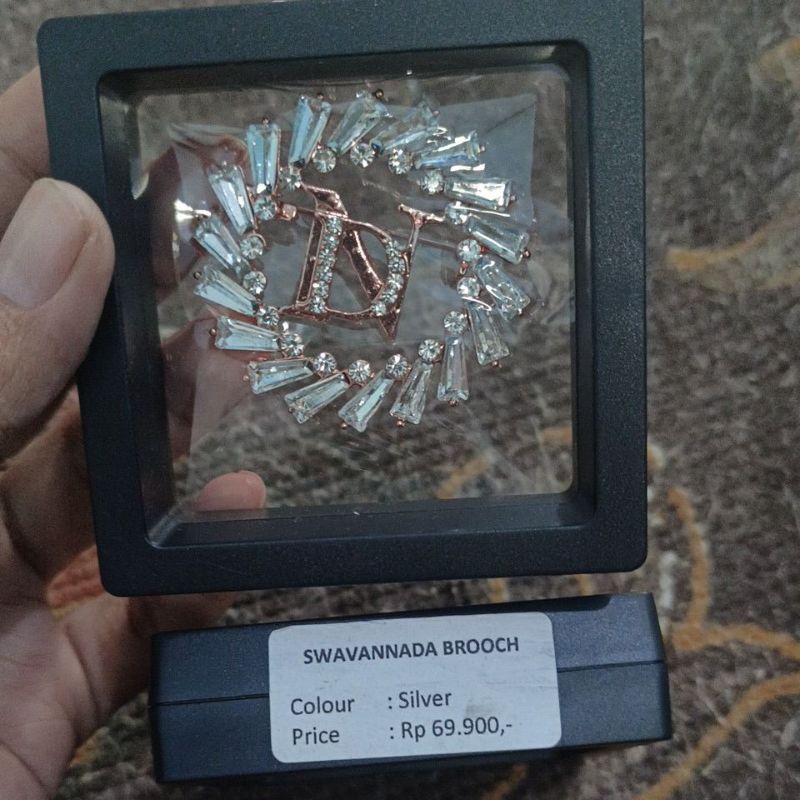 SWAVANNADA BROOCH
Colour : Silver
Price : Rp 69.900,-